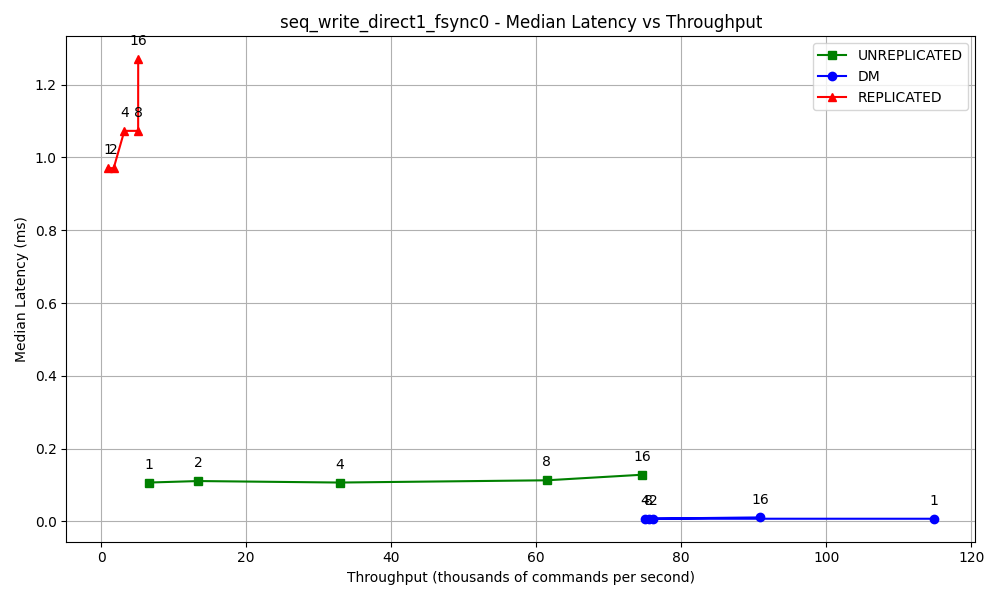 seq_write_direct1_fsync0 - Median Latency vs Throughput
UNREPLICATED
DM
REPLICATED
Median Latency (ms)
1.2
1.0
0.8
0.6
0.4
0.2
0.0
1 2 4 8 16
1 2 4 8 16
4 8 2 16 1
0 20 40 60 80 100 120
Throughput (thousands of commands per second)